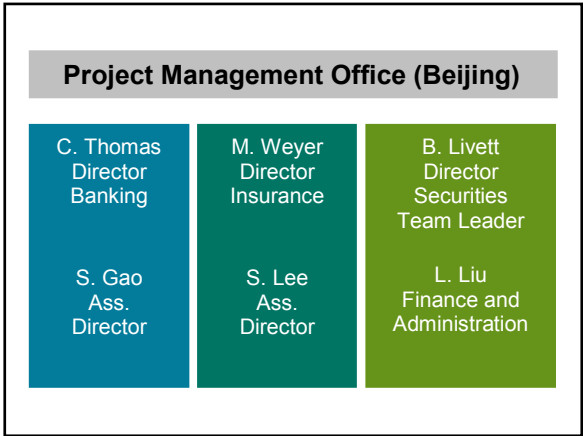 Project Management Office (Beijing)
C. Thomas
Director
Banking
S. Gao
Ass.
Director
M. Weyer
Director
Insurance
S. Lee
Ass.
Director
B. Livett
Director
Securities
Team Leader
L. Liu
Finance and
Administration